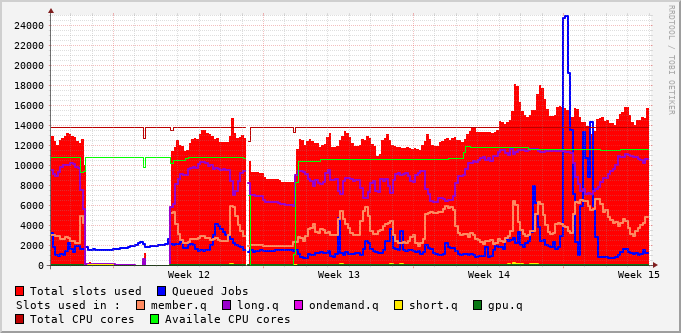 RRDTOOL / TOBI OETIKER
24000
22000
20000
18000
16000
14000
12000
10000
8000
6000
4000
2000
0
Week 12 Week 13 Week 14 Week 15
Total slots used Queued Jobs
Slots used in : member.q long.q ondemand.q short.q gpu.q
Total CPU cores Availale CPU cores